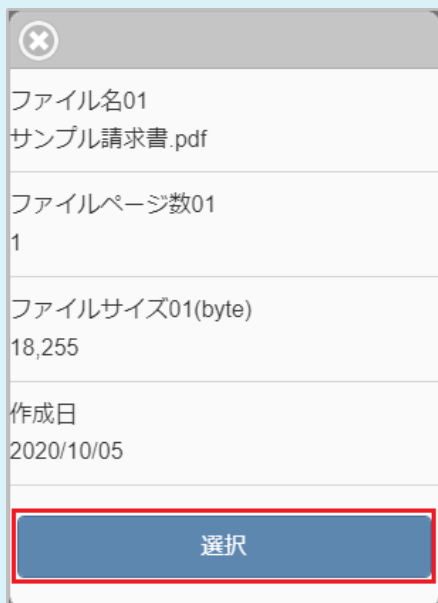 ファイル名01
サンプル請求書.pdf
ファイルページ数01
1
ファイルサイズ01(byte)
18,255
作成日
2020/10/05
選択